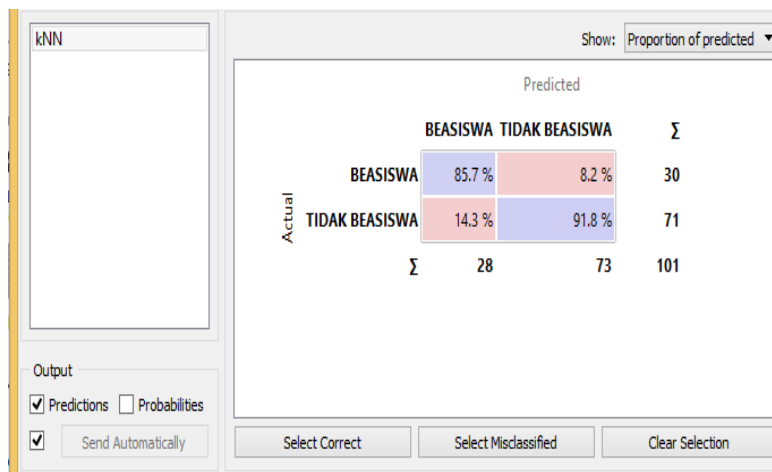 kNN
Show: Proportion of predicted
Predicted
BEASISWA TIDAK BEASISWA Σ
BEASISWA 85.7 % 8.2 % 30
Actual
TIDAK BEASISWA 14.3 % 91.8 % 71
Σ 28 73 101
Output
Predictions Probabilities
Send Automatically
Select Correct Select Misclassified Clear Selection